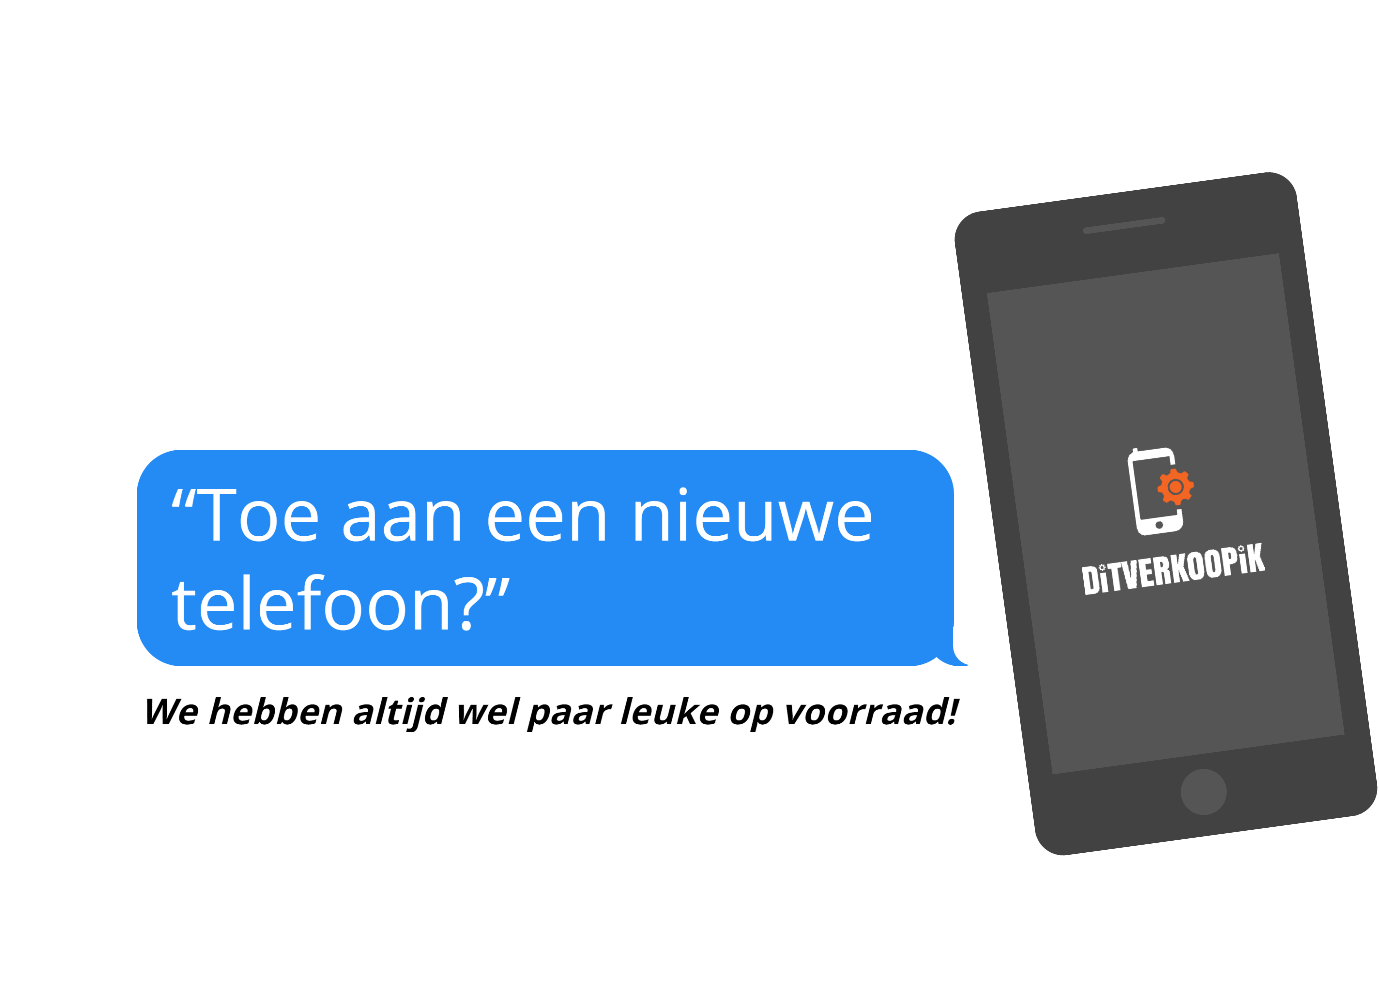 “Toe aan een nieuwe
telefoon?”
We hebben altijd wel paar leuke op voorraad!
DiTVERKOOPiK